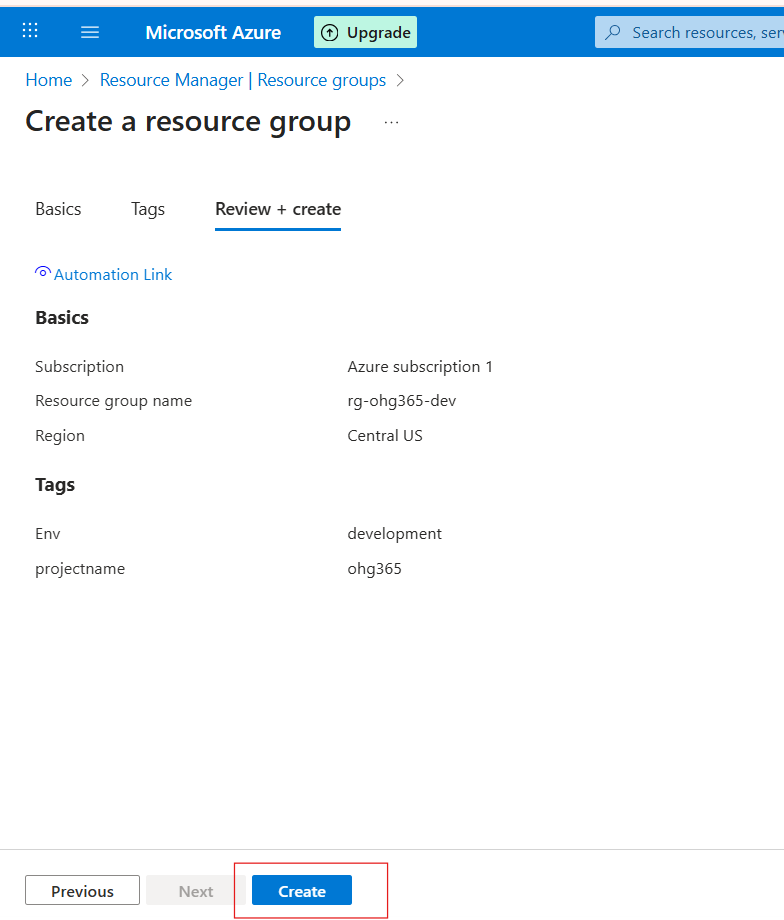 Microsoft Azure Upgrade Search resources, ser
Home > Resource Manager | Resource groups >
Create a resource group ...
Basics Tags Review + create
Automation Link
Basics
Subscription Azure subscription 1
Resource group name rg-ohg365-dev
Region Central US
Tags
Env development
projectname ohg365
Previous Next Create